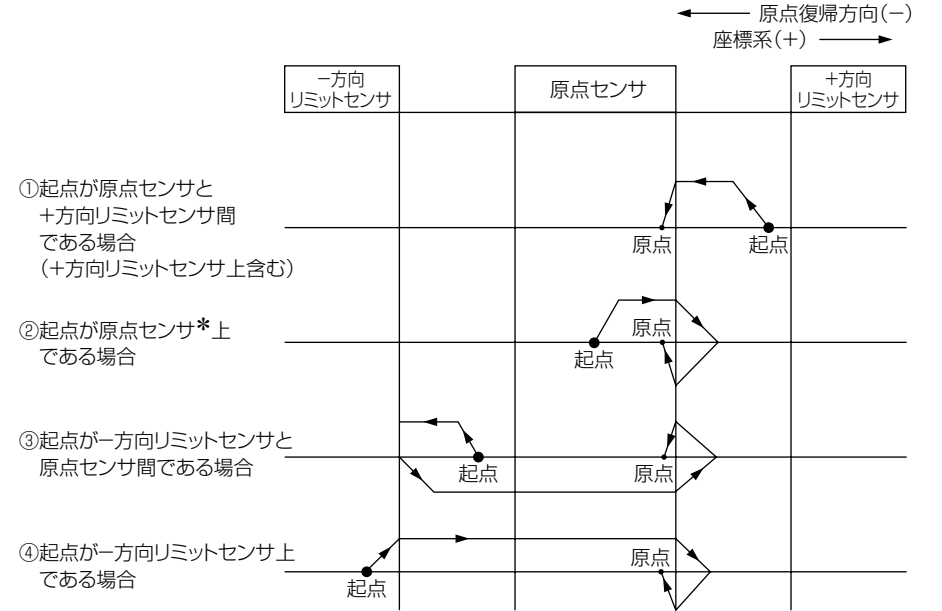 原点復帰方向(－)
座標系(＋)
－方向
リミットセンサ
原点センサ
＋方向
リミットセンサ
①起点が原点センサと
＋方向リミットセンサ間
である場合
(＋方向リミットセンサ上含む)
原点
起点
②起点が原点センサ＊上
である場合
原点
起点
③起点が－方向リミットセンサと
原点センサ間である場合
起点
原点
④起点が－方向リミットセンサ上
である場合
原点
起点